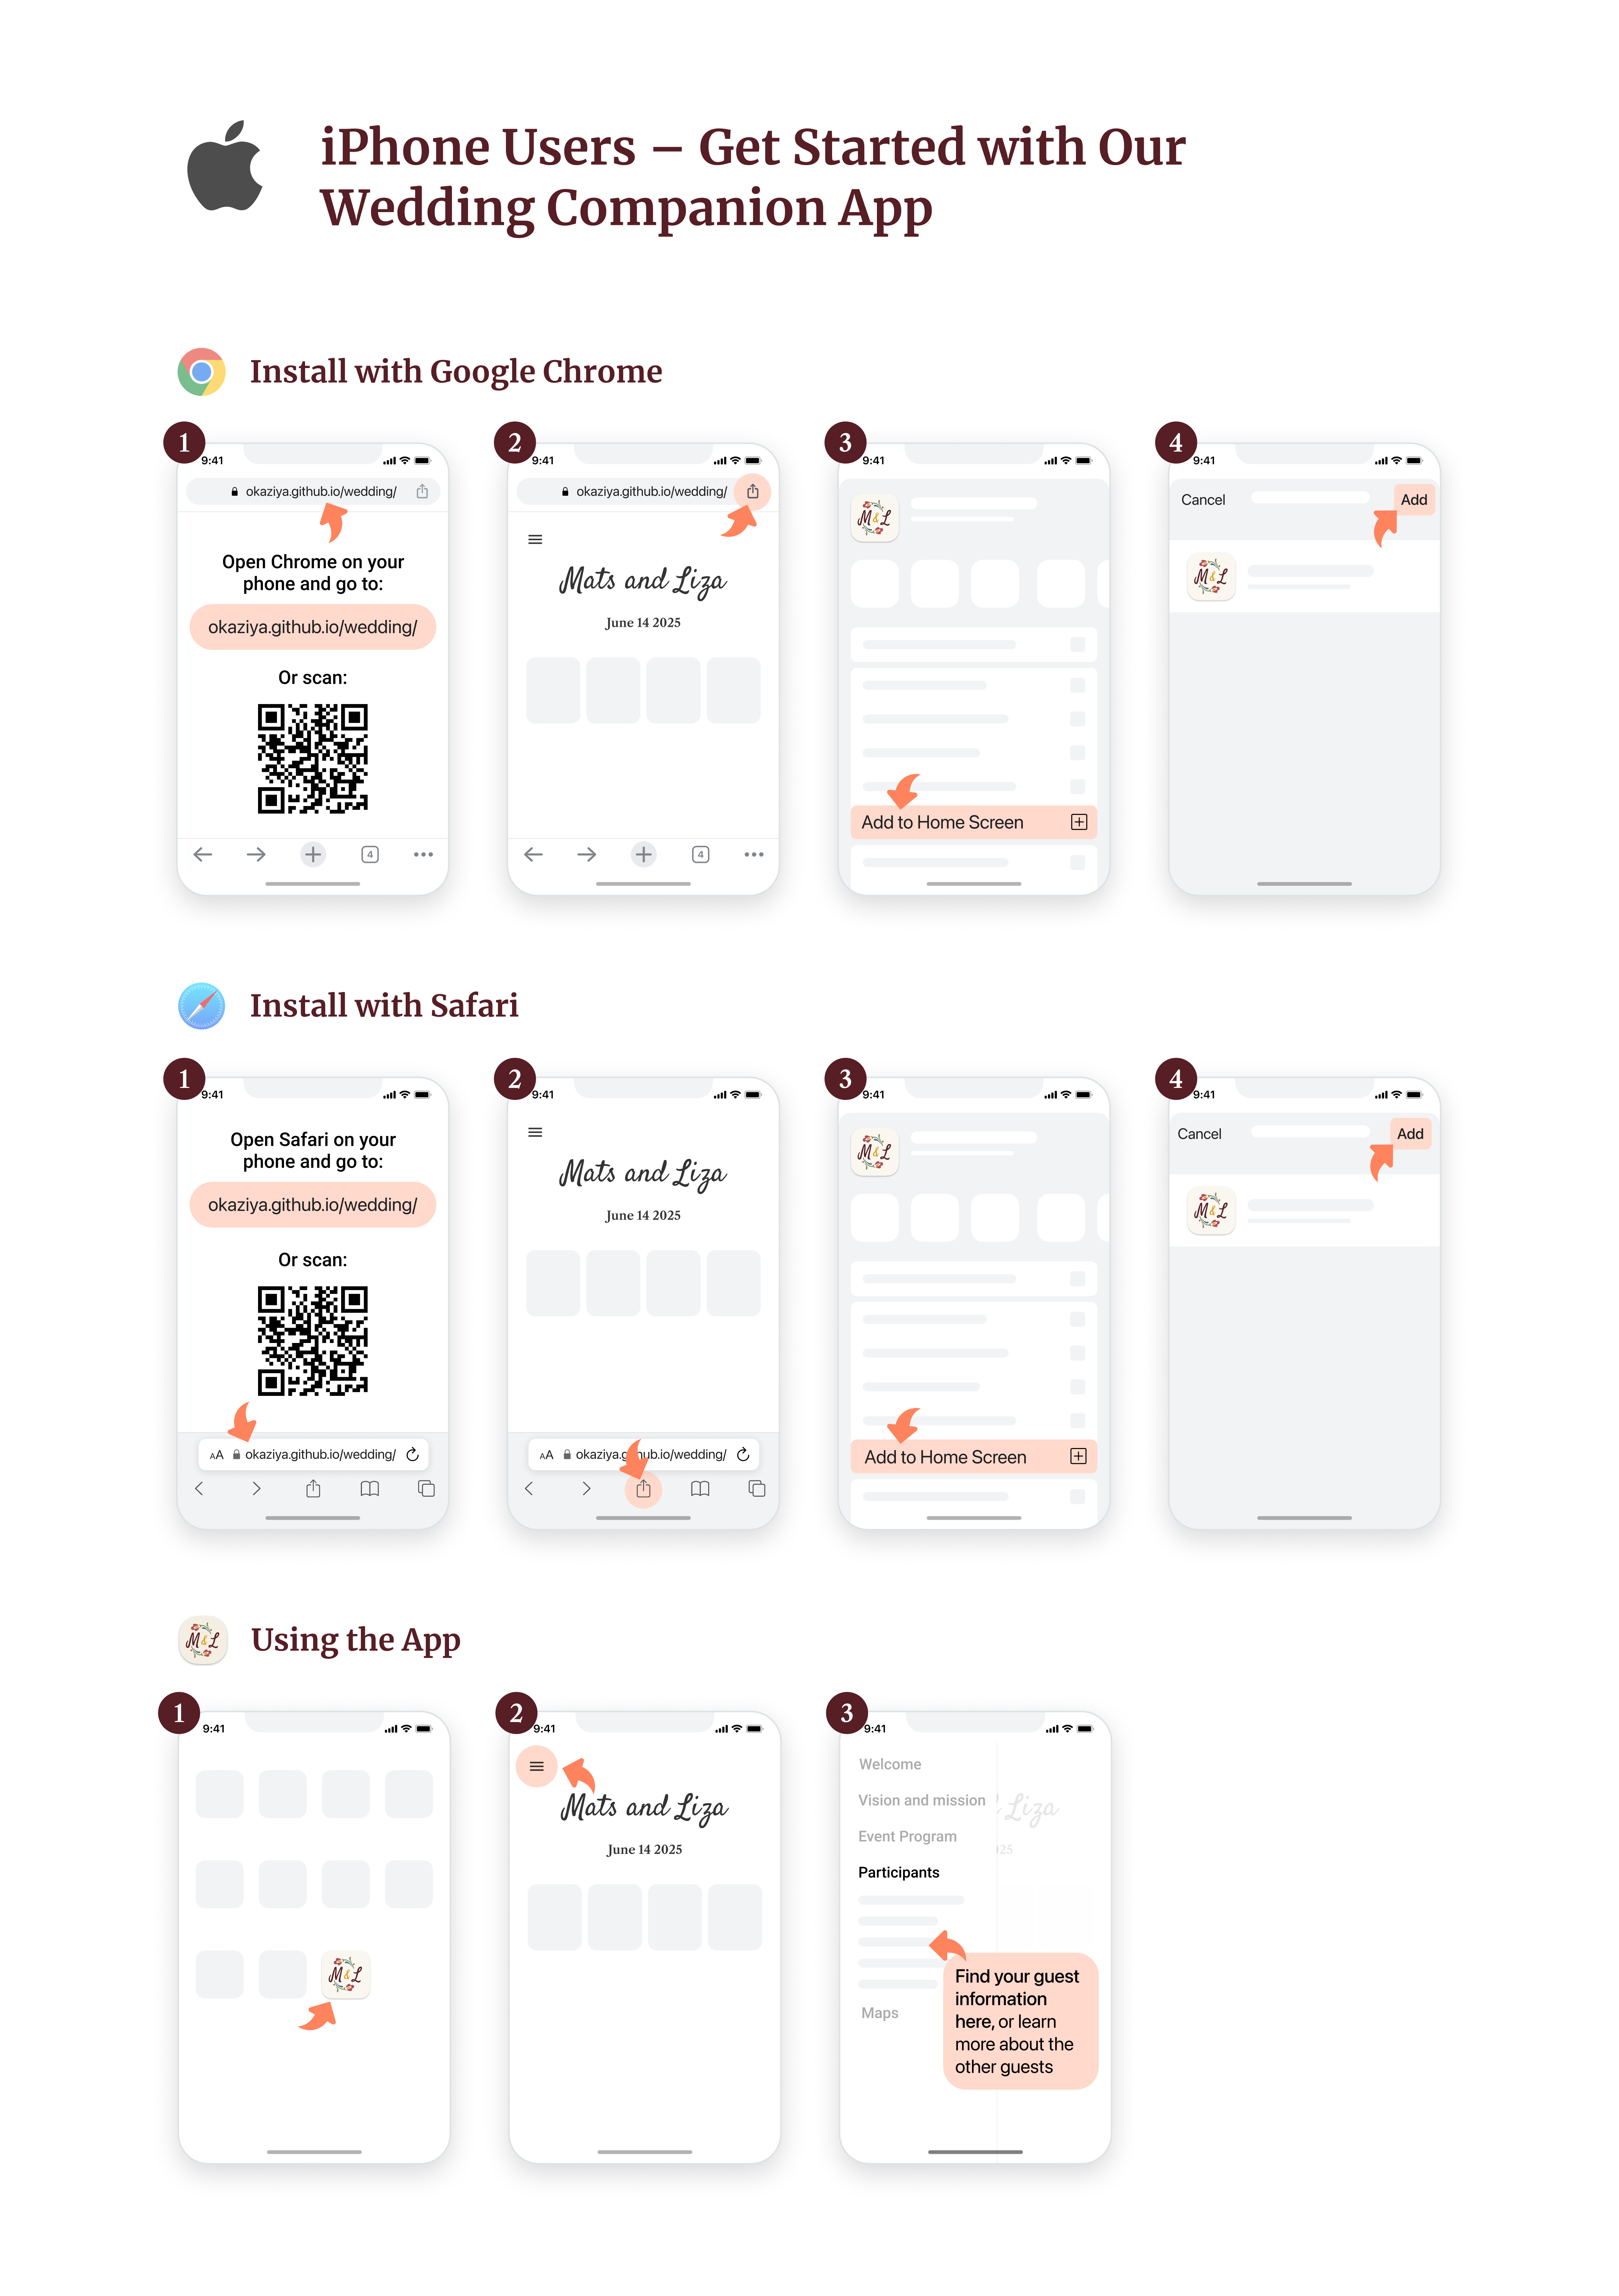 iPhone Users – Get Started with Our
Wedding Companion App
Install with Google Chrome
1
9:41
okaziya.github.io/wedding/
Open Chrome on your
phone and go to:
okaziya.github.io/wedding/
Or scan:
4
2
9:41
okaziya.github.io/wedding/
Mats and Liza
June 14 2025
4
3
9:41
M&L
Add to Home Screen
4
9:41
Cancel
Add
M&L
Install with Safari
1
9:41
Open Safari on your
phone and go to:
okaziya.github.io/wedding/
Or scan:
AA okaziya.github.io/wedding/
2
9:41
Mats and Liza
June 14 2025
AA okaziya.github.io/wedding/
3
9:41
M&L
Add to Home Screen
4
9:41
Cancel
Add
M&L
M&L
Using the App
1
9:41
M&L
2
9:41
Mats and Liza
June 14 2025
3
9:41
Welcome
Vision and mission
Liza
Event Program
25
Participants
Find your guest
information
here, or learn
more about the
other guests
Maps